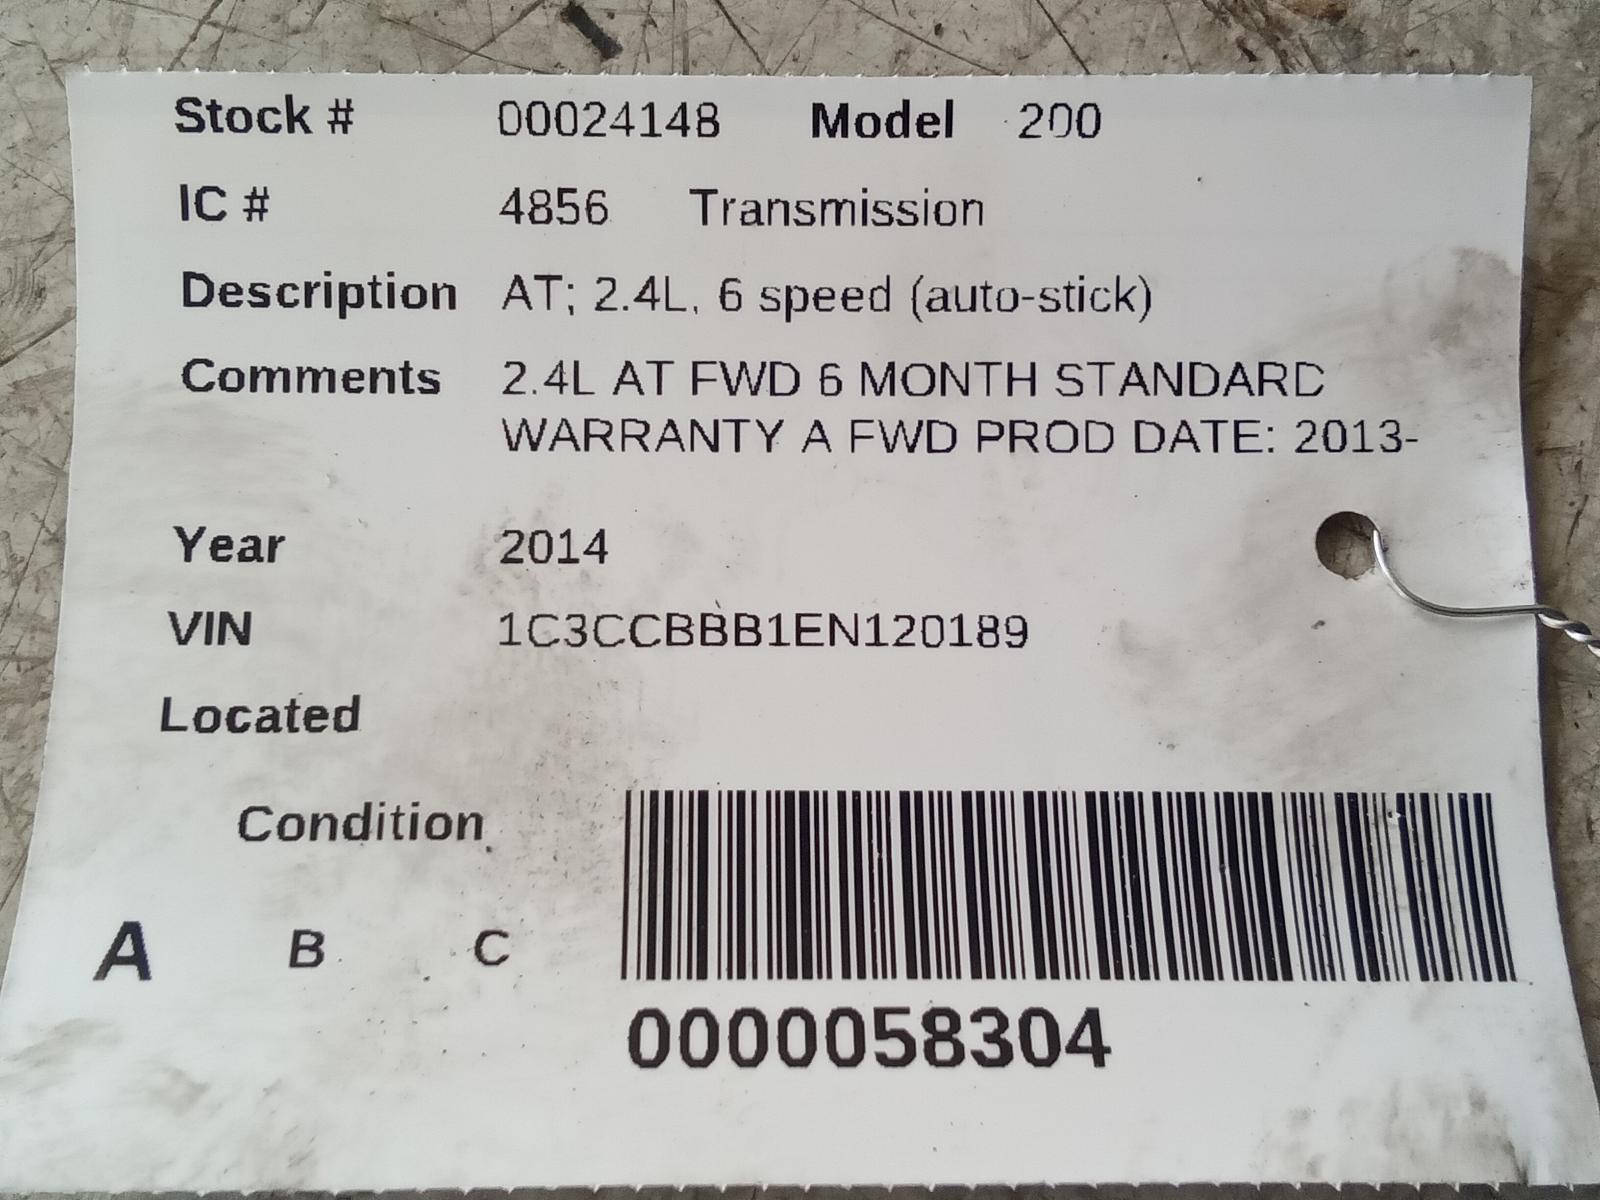 Stock # 00024148 Model 200
IC # 4856 Transmission
Description AT; 2.4L, 6 speed (auto-stick)
Comments 2.4L AT FWD 6 MONTH STANDARD
WARRANTY A FWD PROD DATE: 2013-
Year 2014
VIN 1C3CCBBB1EN120189
Located
Condition
A B C
0000058304